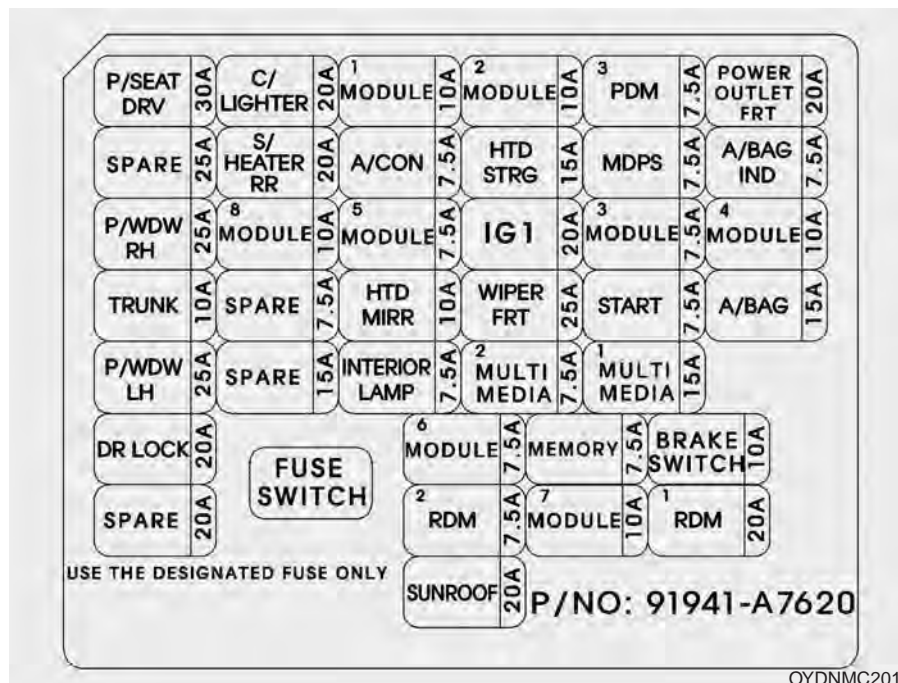 P/SEAT DRV 30A C/ LIGHTER 20A 1 MODULE 10A 2 MODULE 10A 3 PDM 7.5A POWER OUTLET FRT 20A
SPARE 25A S/ HEATER RR 20A A/CON 7.5A HTD STRG 15A MDPS 7.5A A/BAG IND 7.5A
P/WDW RH 25A 8 MODULE 10A 5 MODULE 7.5A IG1 20A 3 MODULE 7.5A 4 MODULE 10A
TRUNK 10A SPARE 7.5A HTD MIRR 10A WIPER FRT 25A START 7.5A A/BAG 15A
P/WDW LH 25A SPARE 15A INTERIOR LAMP 7.5A 2 MULTI MEDIA 7.5A 1 MULTI MEDIA 15A
DR LOCK 20A FUSE SWITCH 6 MODULE 7.5A MEMORY 7.5A BRAKE SWITCH 10A
SPARE 20A 2 RDM 7.5A 7 MODULE 10A 1 RDM 20A
USE THE DESIGNATED FUSE ONLY
SUNROOF 20A P/NO: 91941-A7620
OYDNMC201